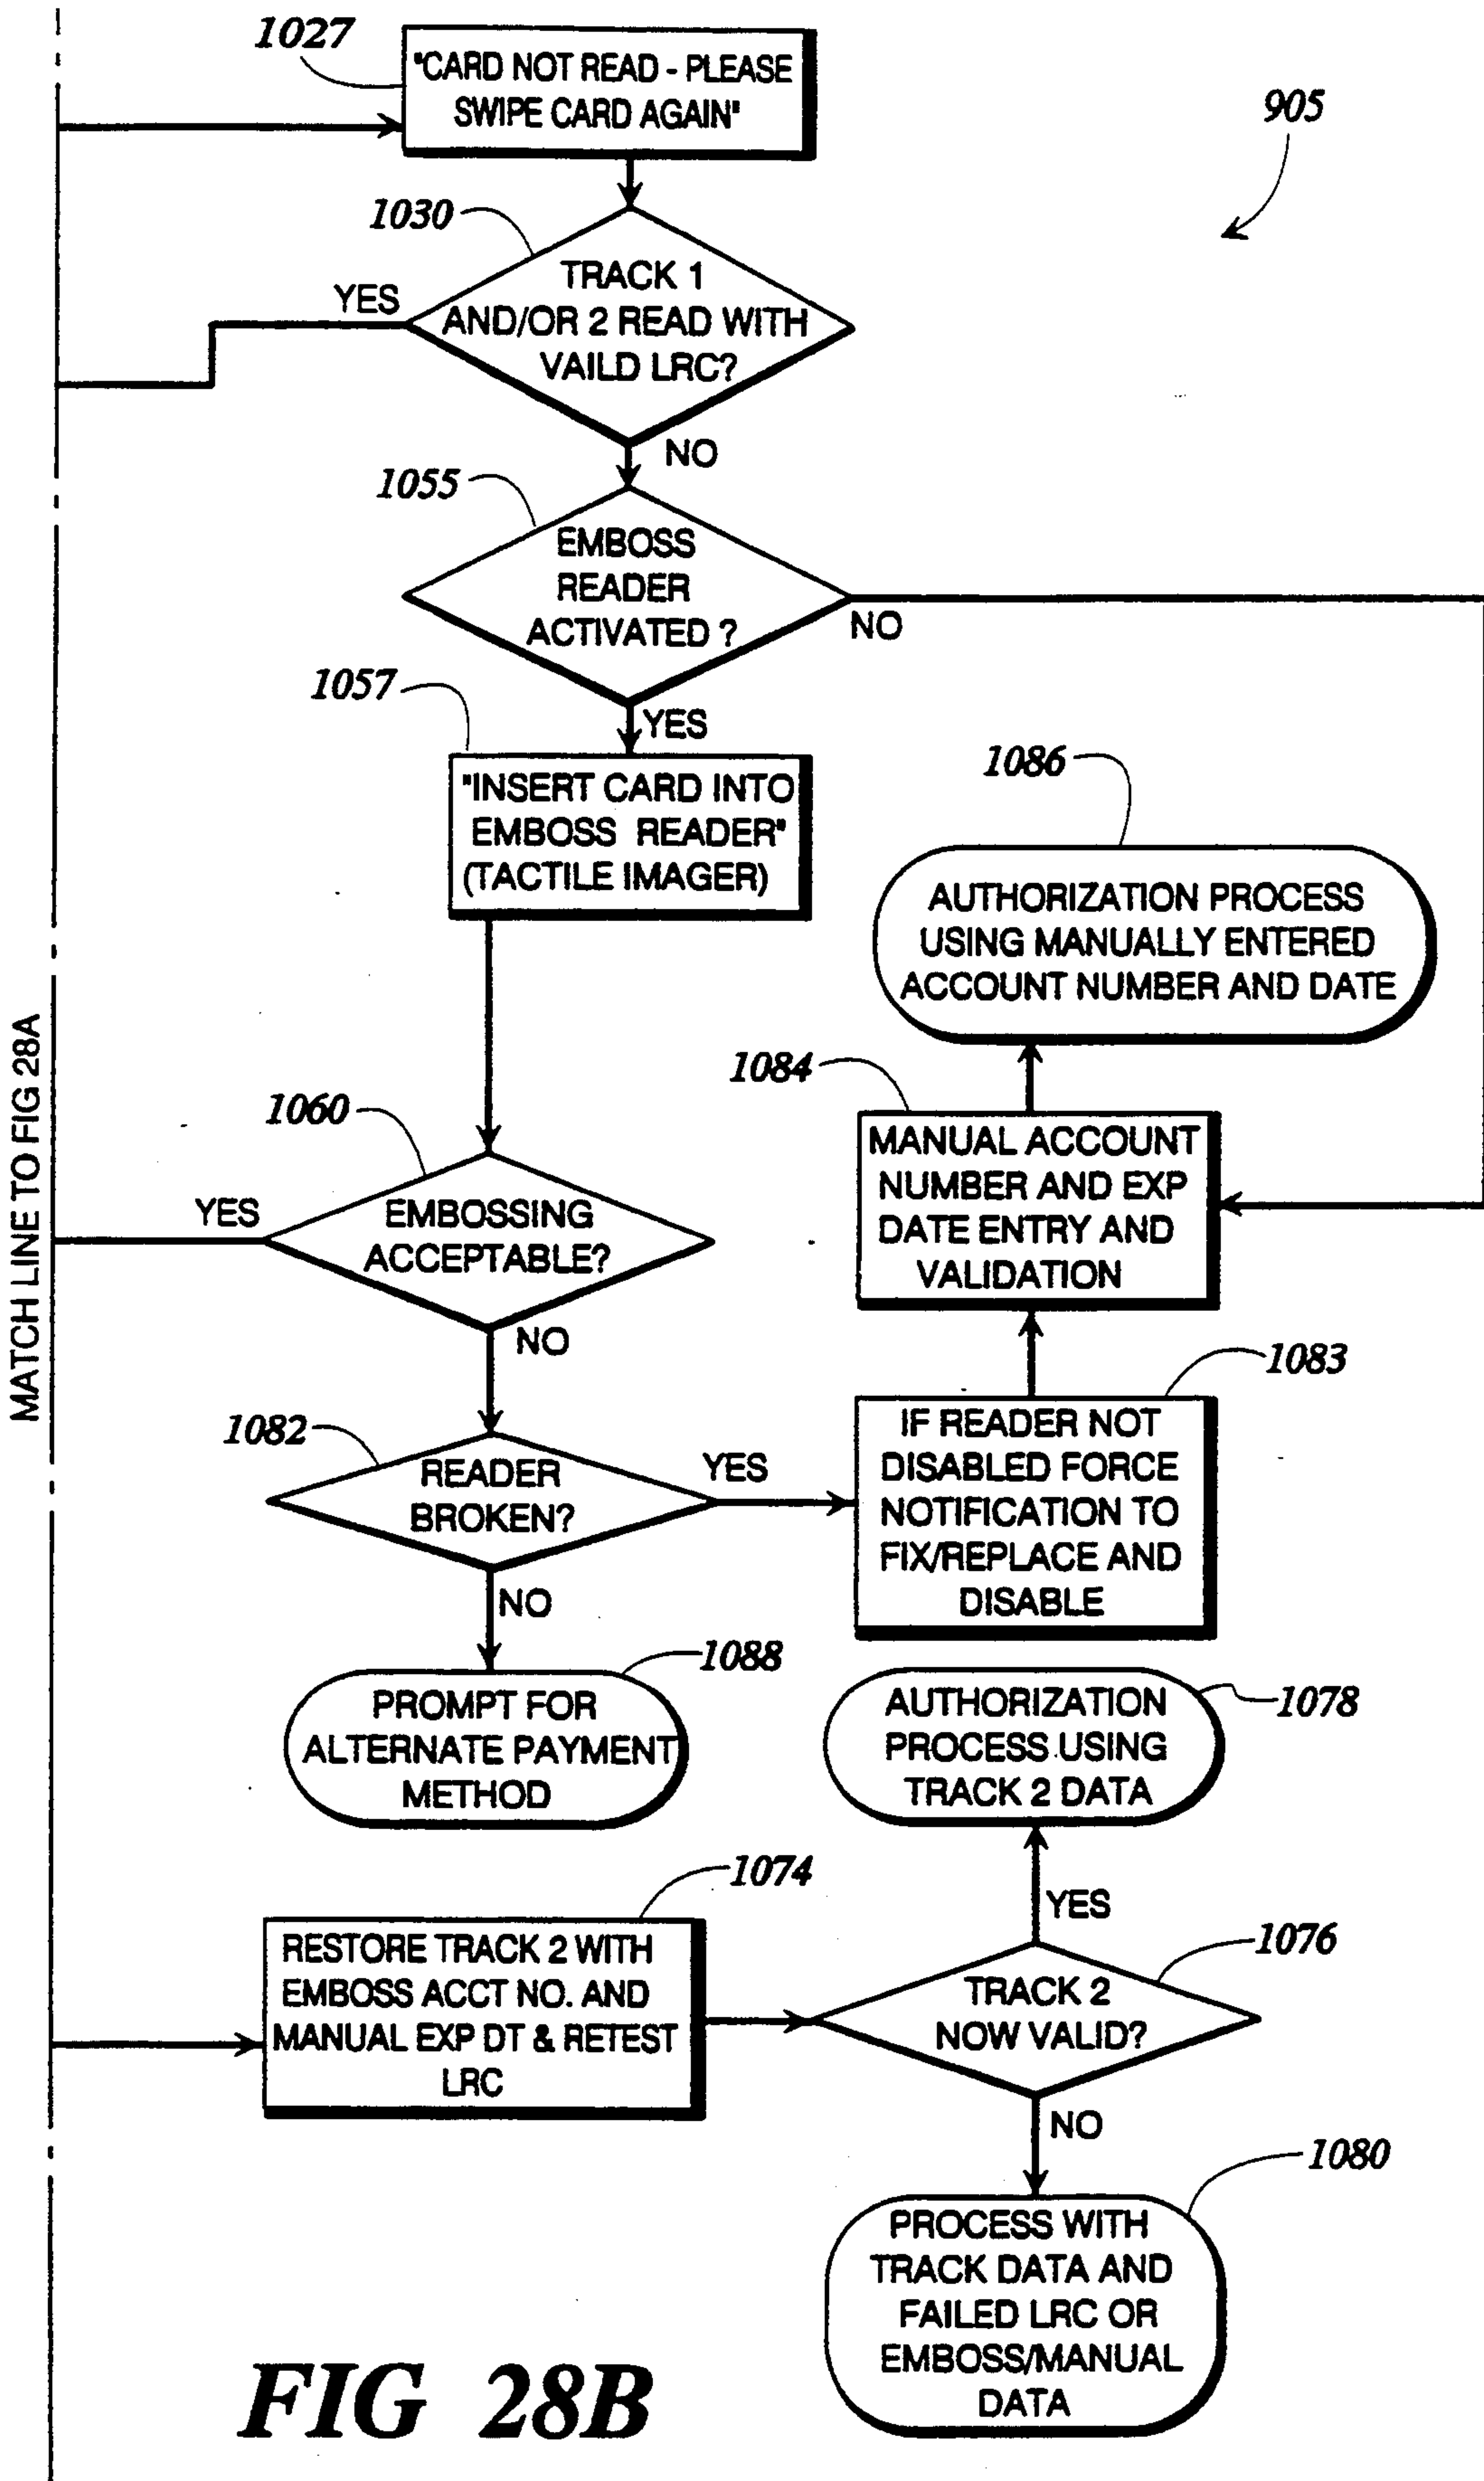 1027
"CARD NOT READ - PLEASE
SWIPE CARD AGAIN"
905
1030
TRACK 1
AND/OR 2 READ WITH
VAILD LRC?
YES
NO
1055
EMBOSS
READER
ACTIVATED ?
NO
YES
1057
"INSERT CARD INTO
EMBOSS READER"
(TACTILE IMAGER)
1086
AUTHORIZATION PROCESS
USING MANUALLY ENTERED
ACCOUNT NUMBER AND DATE
1084
MANUAL ACCOUNT
NUMBER AND EXP
DATE ENTRY AND
VALIDATION
MATCH LINE TO FIG 28A
1060
YES
EMBOSSING
ACCEPTABLE?
NO
1083
IF READER NOT
DISABLED FORCE
NOTIFICATION TO
FIX/REPLACE AND
DISABLE
1082
READER
BROKEN?
YES
NO
1088
PROMPT FOR
ALTERNATE PAYMENT
METHOD
1078
AUTHORIZATION
PROCESS USING
TRACK 2 DATA
YES
1074
RESTORE TRACK 2 WITH
EMBOSS ACCT NO. AND
MANUAL EXP DT & RETEST
LRC
1076
TRACK 2
NOW VALID?
NO
1080
PROCESS WITH
TRACK DATA AND
FAILED LRC OR
EMBOSS/MANUAL
DATA
FIG 28B